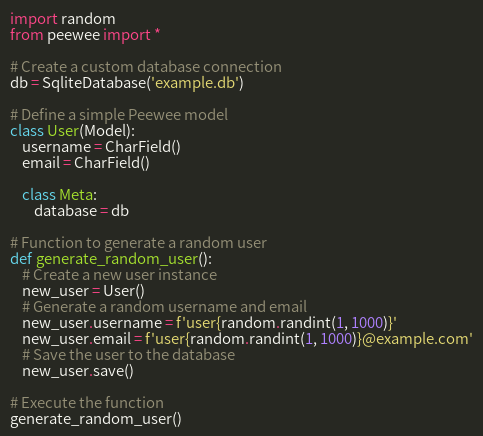 import random
from peewee import *
# Create a custom database connection
db = SqliteDatabase('example.db')
# Define a simple Peewee model
class User(Model):
    username = CharField()
    email = CharField()
    class Meta:
        database = db
# Function to generate a random user
def generate_random_user():
    # Create a new user instance
    new_user = User()
    # Generate a random username and email
    new_user.username = f'user{random.randint(1, 1000)}'
    new_user.email = f'user{random.randint(1, 1000)}@example.com'
    # Save the user to the database
    new_user.save()
# Execute the function
generate_random_user()